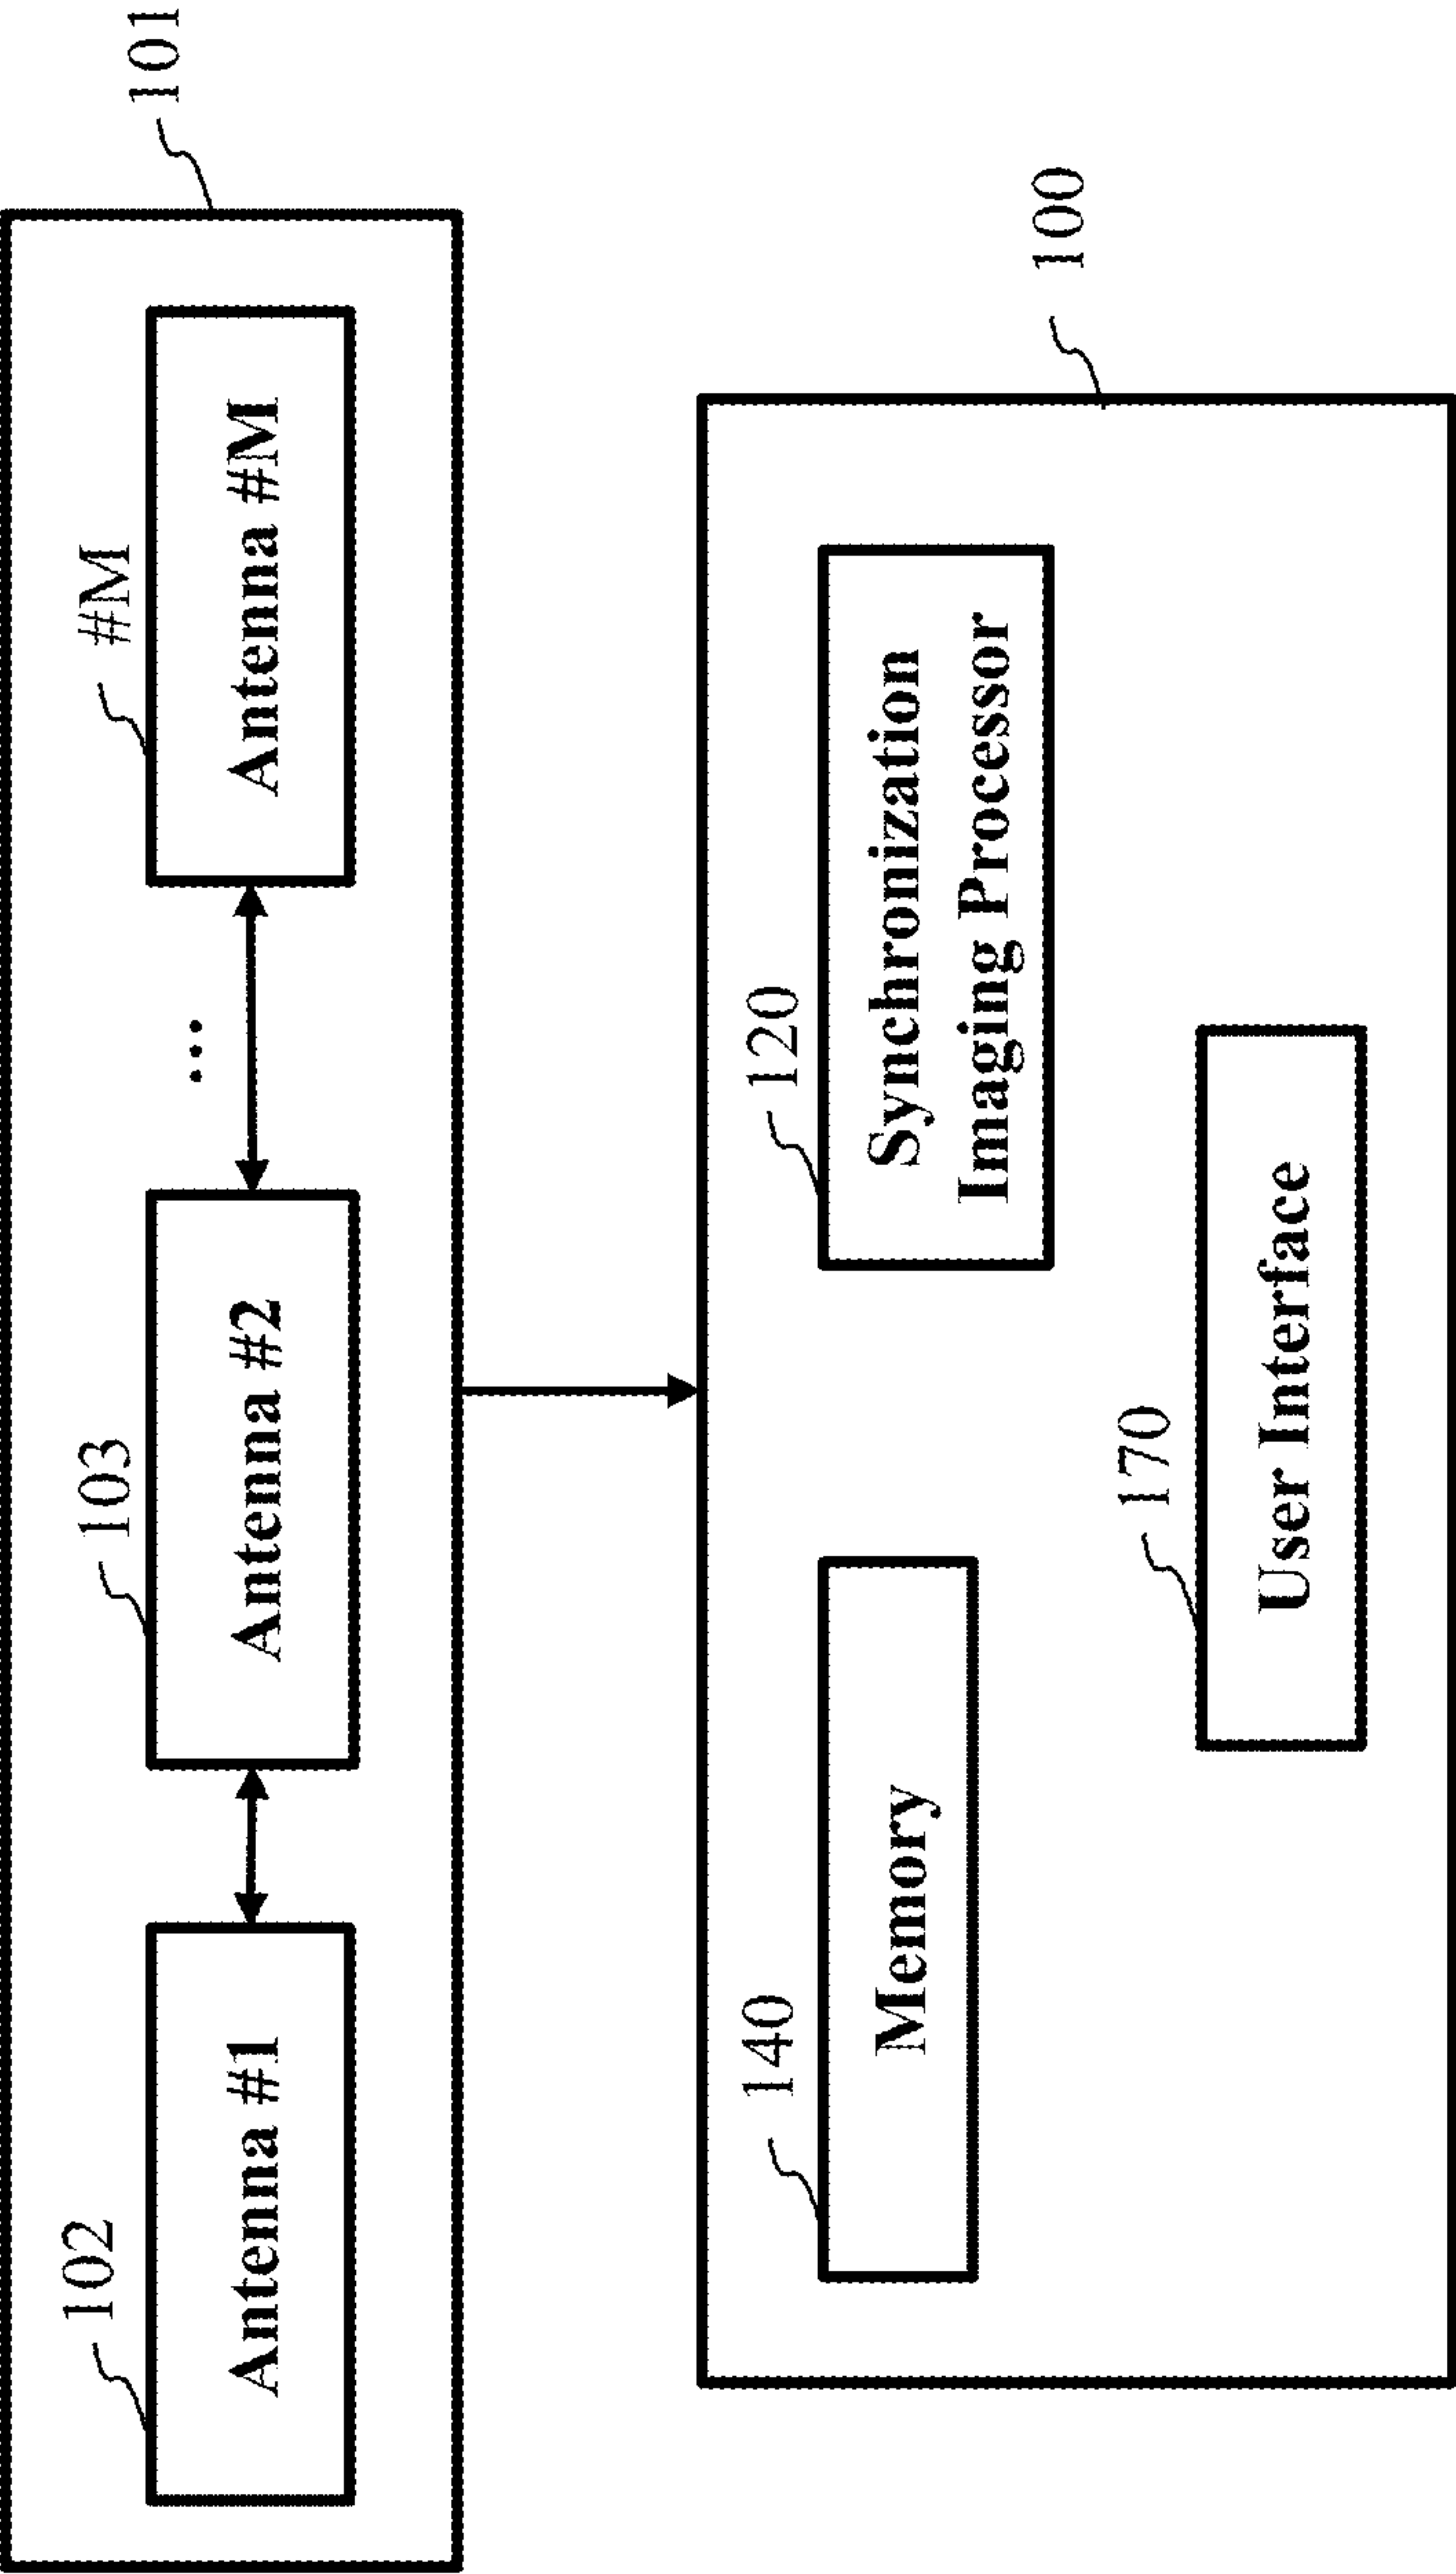 101
102
103
#M
Antenna #1
Antenna #2
...
Antenna #M
100
140
120
Memory
Synchronization
Imaging Processor
170
User Interface